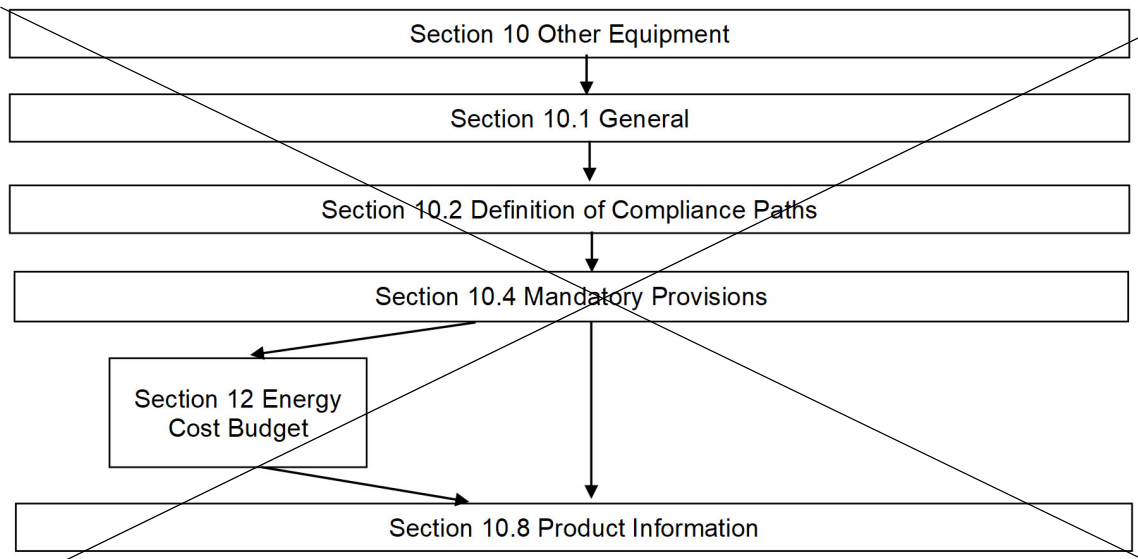 Section 10 Other Equipment
Section 10.1 General
Section 10.2 Definition of Compliance Paths
Section 10.4 Mandatory Provisions
Section 12 Energy
Cost Budget
Section 10.8 Product Information